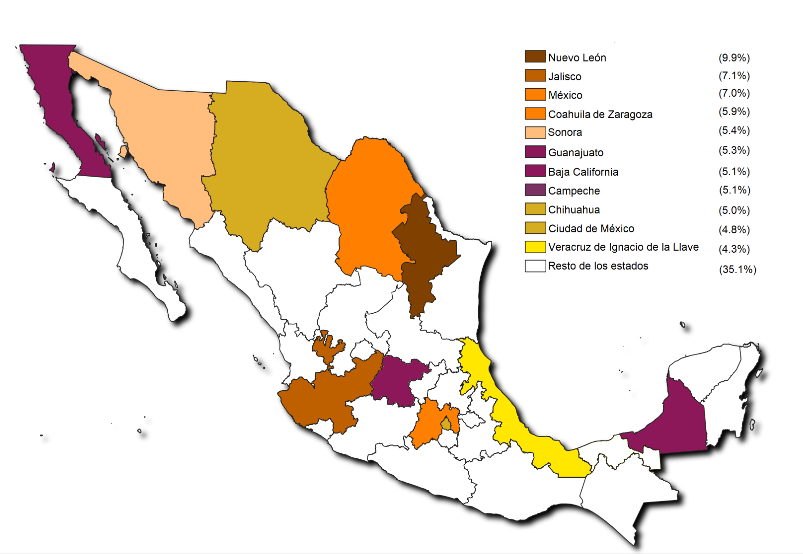 Nuevo León (9.9%)
Jalisco (7.1%)
México (7.0%)
Coahuila de Zaragoza (5.9%)
Sonora (5.4%)
Guanajuato (5.3%)
Baja California (5.1%)
Campeche (5.1%)
Chihuahua (5.0%)
Ciudad de México (4.8%)
Veracruz de Ignacio de la Llave (4.3%)
Resto de los estados (35.1%)